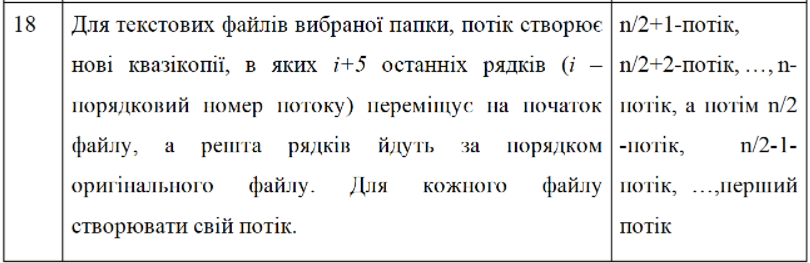 18
Для текстових файлів вибраної папки, потік створює
нові квазікопії, в яких i+5 останніх рядків (i –
порядковий номер потоку) переміщує на початок
файлу, а решта рядків йдуть за порядком
оригінального файлу. Для кожного файлу
створювати свій потік.
n/2+1-потік,
n/2+2-потік, …, n-
потік, а потім n/2
-потік, n/2-1-
потік, …,перший
потік